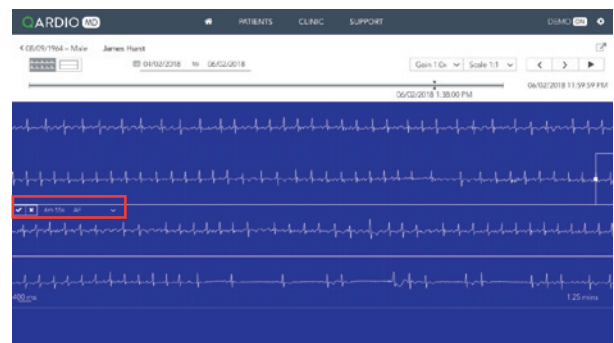 QARDIO MD PATIENTS CLINIC SUPPORT DEMO ON
08/09/1964 – Male James Hurst
01/02/2018 to 06/02/2018 Gain 1.0x Scale 1:1
06/02/2018 1:38:00 PM 06/02/2018 11:59:59 PM
AF
400 ms 1.25 mins